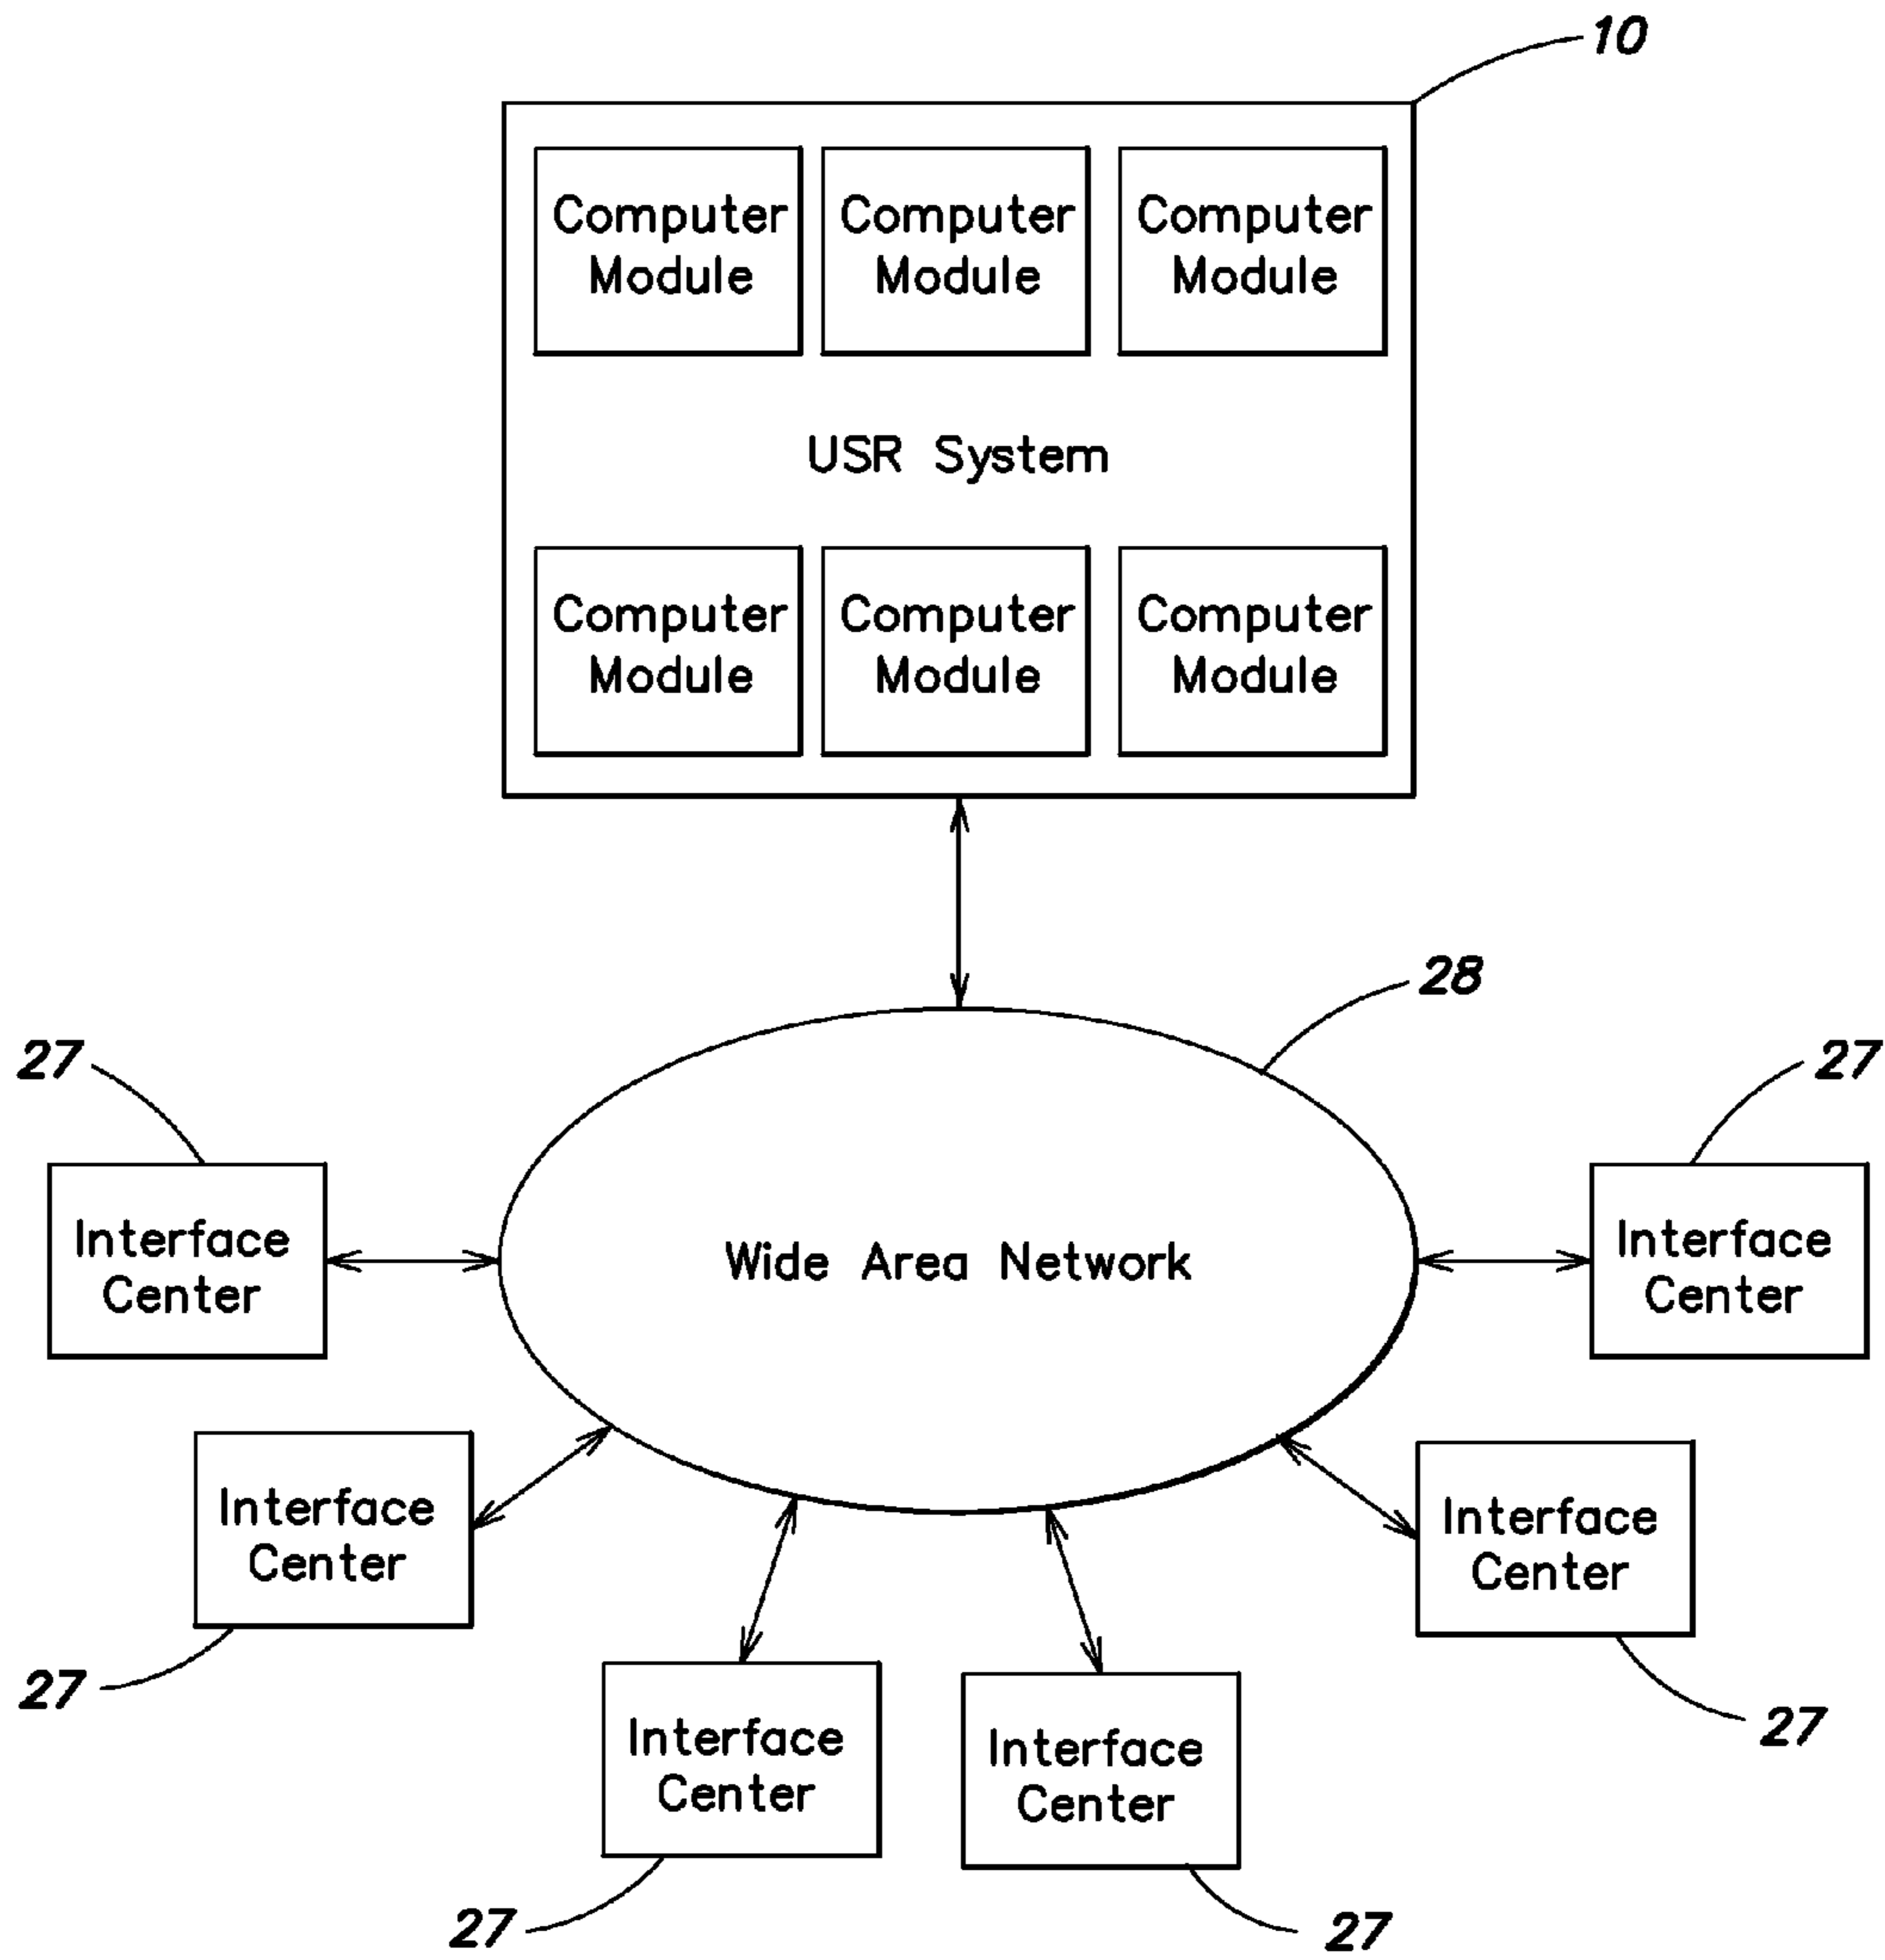 10
Computer
Module
Computer
Module
Computer
Module
USR System
Computer
Module
Computer
Module
Computer
Module
28
27
27
Interface
Center
Wide Area Network
Interface
Center
Interface
Center
Interface
Center
27
27
Interface
Center
Interface
Center
27
27